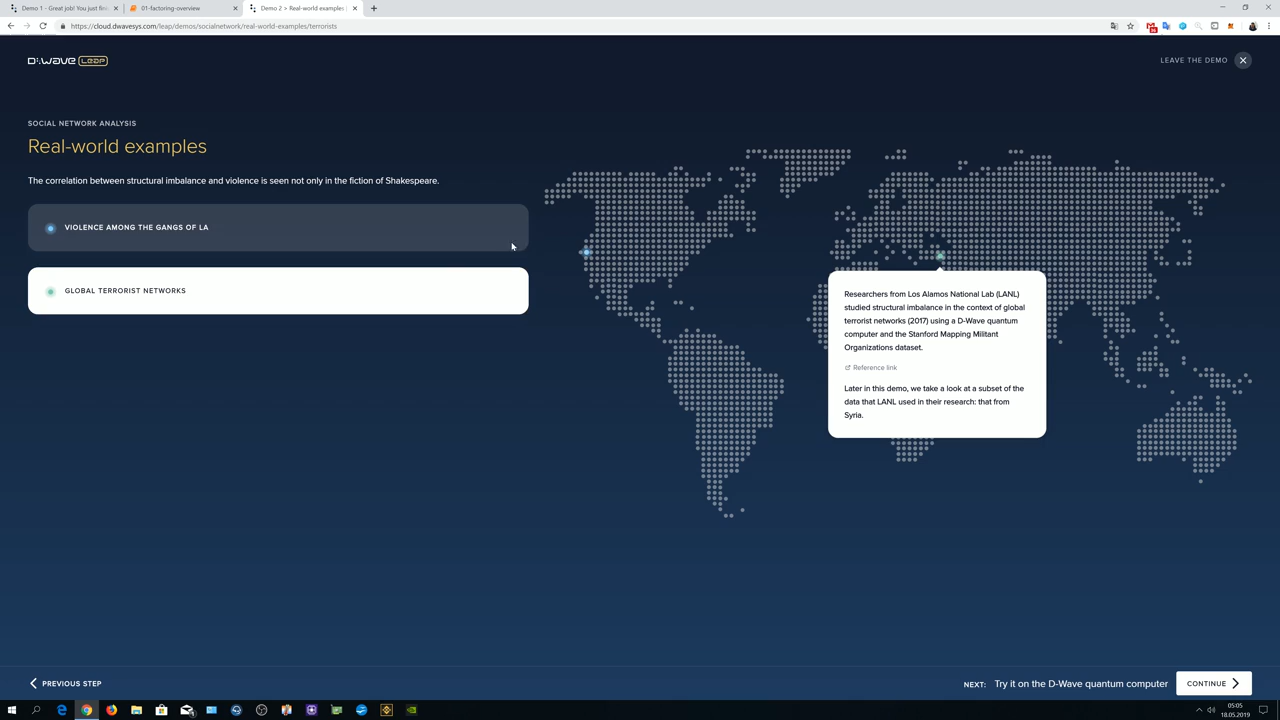 Demo 1 - Great job! You just fin
01-factoring-overview
Demo 2 > Real-world examples
https://cloud.dwavesys.com/leap/demos/socialnetwork/real-world-examples/terrorists
D:Wave LEAP
LEAVE THE DEMO
SOCIAL NETWORK ANALYSIS
Real-world examples
The correlation between structural imbalance and violence is seen not only in the fiction of Shakespeare.
VIOLENCE AMONG THE GANGS OF LA
GLOBAL TERRORIST NETWORKS
Researchers from Los Alamos National Lab (LANL)
studied structural imbalance in the context of global
terrorist networks (2017) using a D-Wave quantum
computer and the Stanford Mapping Militant
Organizations dataset.
Reference link
Later in this demo, we take a look at a subset of the
data that LANL used in their research: that from
Syria.
PREVIOUS STEP
NEXT: Try it on the D-Wave quantum computer
CONTINUE
05:05
18.05.2019